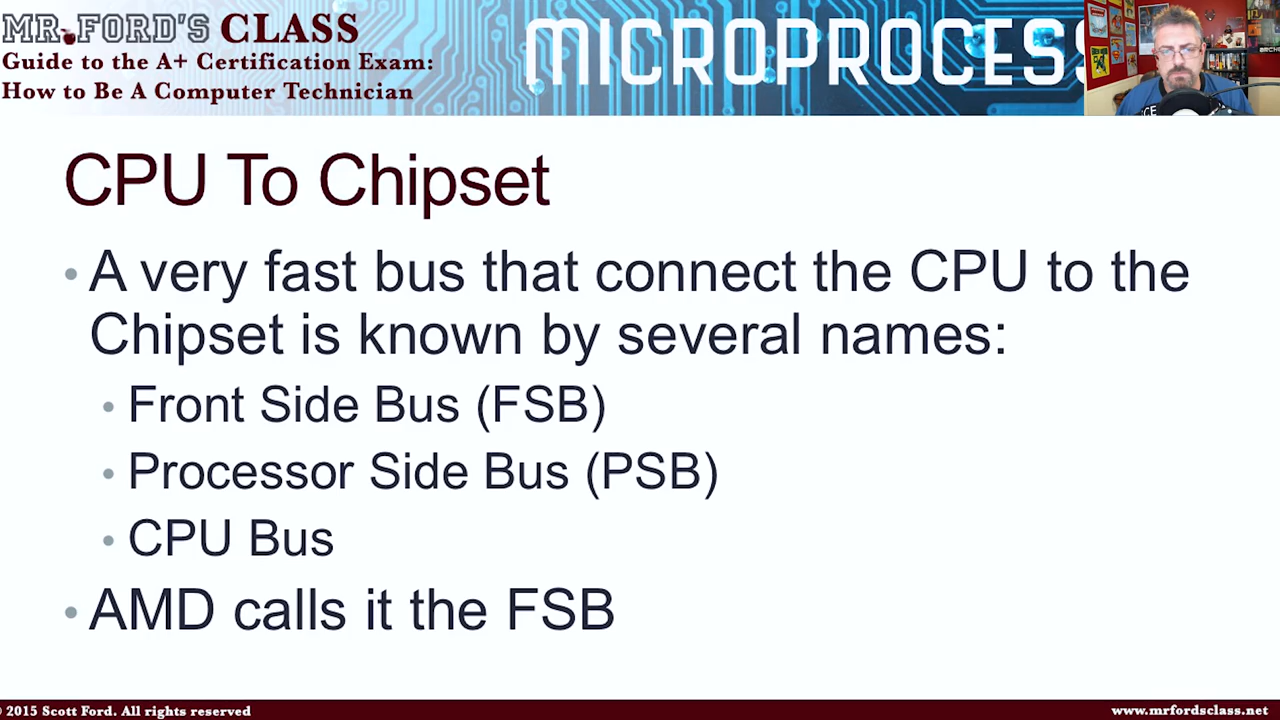 MR.FORD'S CLASS
Guide to the A+ Certification Exam:
How to Be A Computer Technician
MICROPROCES
CPU To Chipset
• A very fast bus that connect the CPU to the
Chipset is known by several names:
• Front Side Bus (FSB)
• Processor Side Bus (PSB)
• CPU Bus
• AMD calls it the FSB
© 2015 Scott Ford. All rights reserved
www.mrfordsclass.net